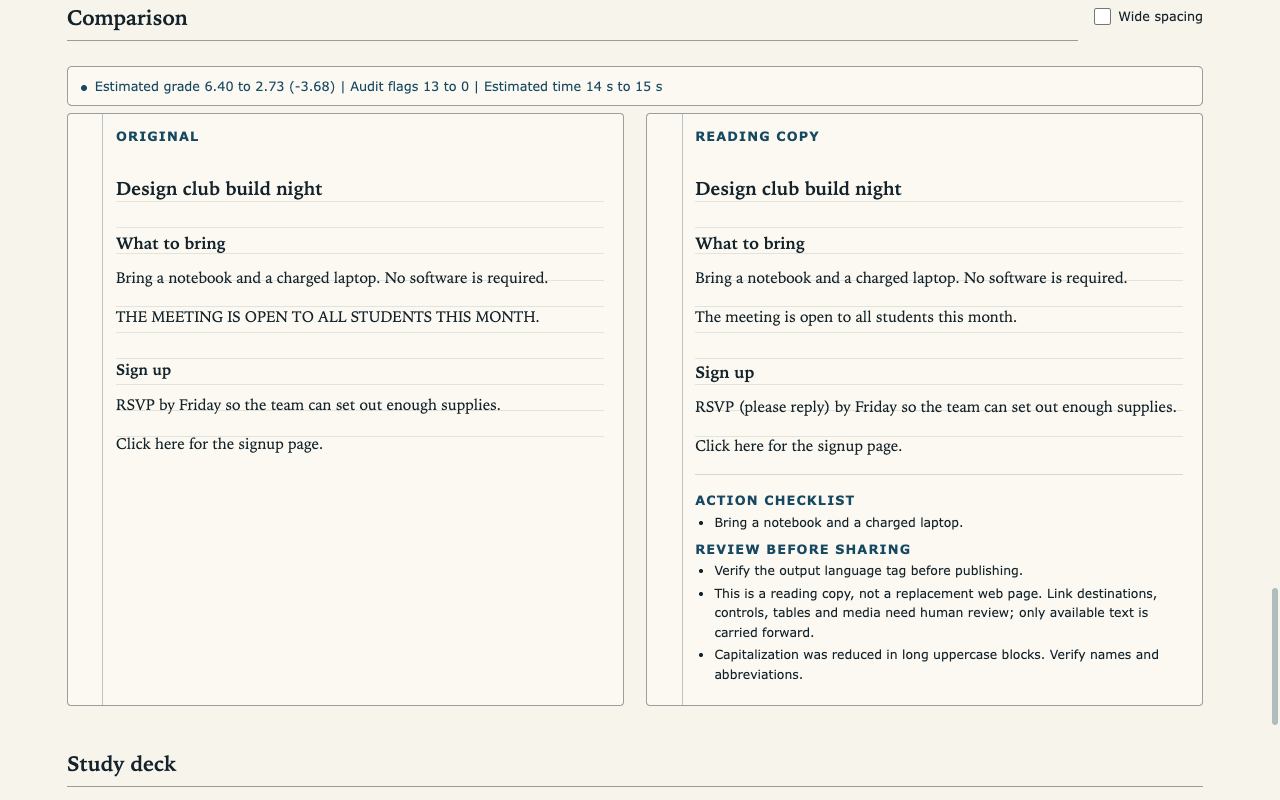 Comparison
Wide spacing
• Estimated grade 6.40 to 2.73 (-3.68) | Audit flags 13 to 0 | Estimated time 14 s to 15 s
ORIGINAL
Design club build night
What to bring
Bring a notebook and a charged laptop. No software is required.
THE MEETING IS OPEN TO ALL STUDENTS THIS MONTH.
Sign up
RSVP by Friday so the team can set out enough supplies.
Click here for the signup page.
READING COPY
Design club build night
What to bring
Bring a notebook and a charged laptop. No software is required.
The meeting is open to all students this month.
Sign up
RSVP (please reply) by Friday so the team can set out enough supplies.
Click here for the signup page.
ACTION CHECKLIST
• Bring a notebook and a charged laptop.
REVIEW BEFORE SHARING
• Verify the output language tag before publishing.
• This is a reading copy, not a replacement web page. Link destinations,
controls, tables and media need human review; only available text is
carried forward.
• Capitalization was reduced in long uppercase blocks. Verify names and
abbreviations.
Study deck